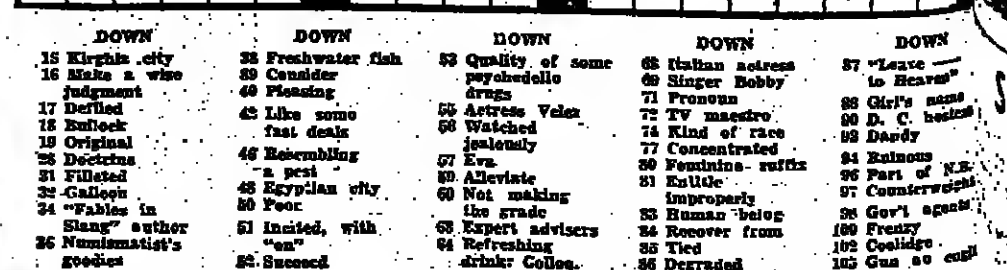 DOWN
15 Kirghiz city
16 Make a wise
judgment
17 Defiled
18 Bullock
19 Original
28 Doctrine
31 Filleted
32 Galloon
34 "Fables in
Slang" author
36 Numismatist's
goodies
DOWN
38 Freshwater fish
39 Consider
40 Pleasing
42 Like some
fast deals
46 Resembling
a pest
48 Egyptian city
50 Poor
51 Incited, with
"on"
52 Succeed
DOWN
53 Quality of some
psychedelic
drugs
55 Actress Velez
56 Watched
jealously
57 Eva
59 Alleviate
60 Not making
the grade
63 Expert advisers
64 Refreshing
drink: Colloq.
DOWN
68 Italian actress
69 Singer Bobby
71 Pronoun
72 TV maestro
74 Kind of race
77 Concentrated
80 Feminine suffix
81 Entitle
improperly
83 Human being
84 Recover from
85 Tied
86 Degraded
DOWN
87 "Leave —
to Heaven"
88 Girl's name
90 D. C. hostess
93 Dandy
94 Ruinous
96 Part of N.B.
97 Counterweight
98 Gov't agents
100 Frenzy
102 Coolidge
103 Gun an